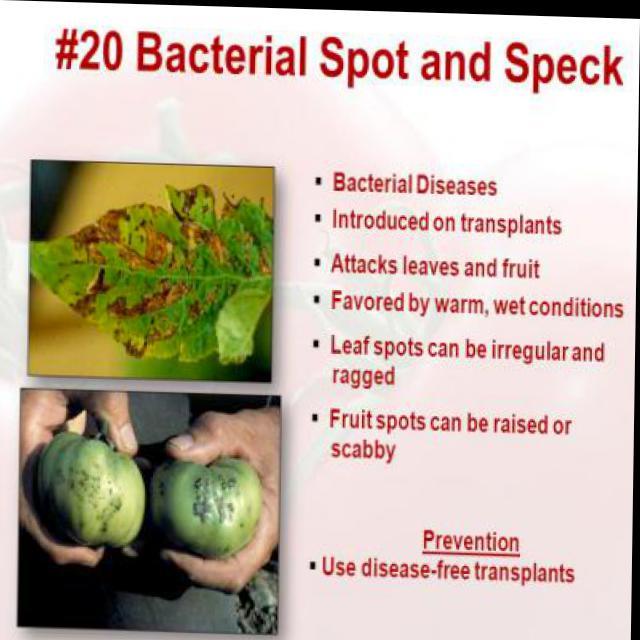 #20 Bacterial Spot and Speck
▪ Bacterial Diseases
▪ Introduced on transplants
▪ Attacks leaves and fruit
▪ Favored by warm, wet conditions
▪ Leaf spots can be irregular and
ragged
▪ Fruit spots can be raised or
scabby
Prevention
▪ Use disease-free transplants